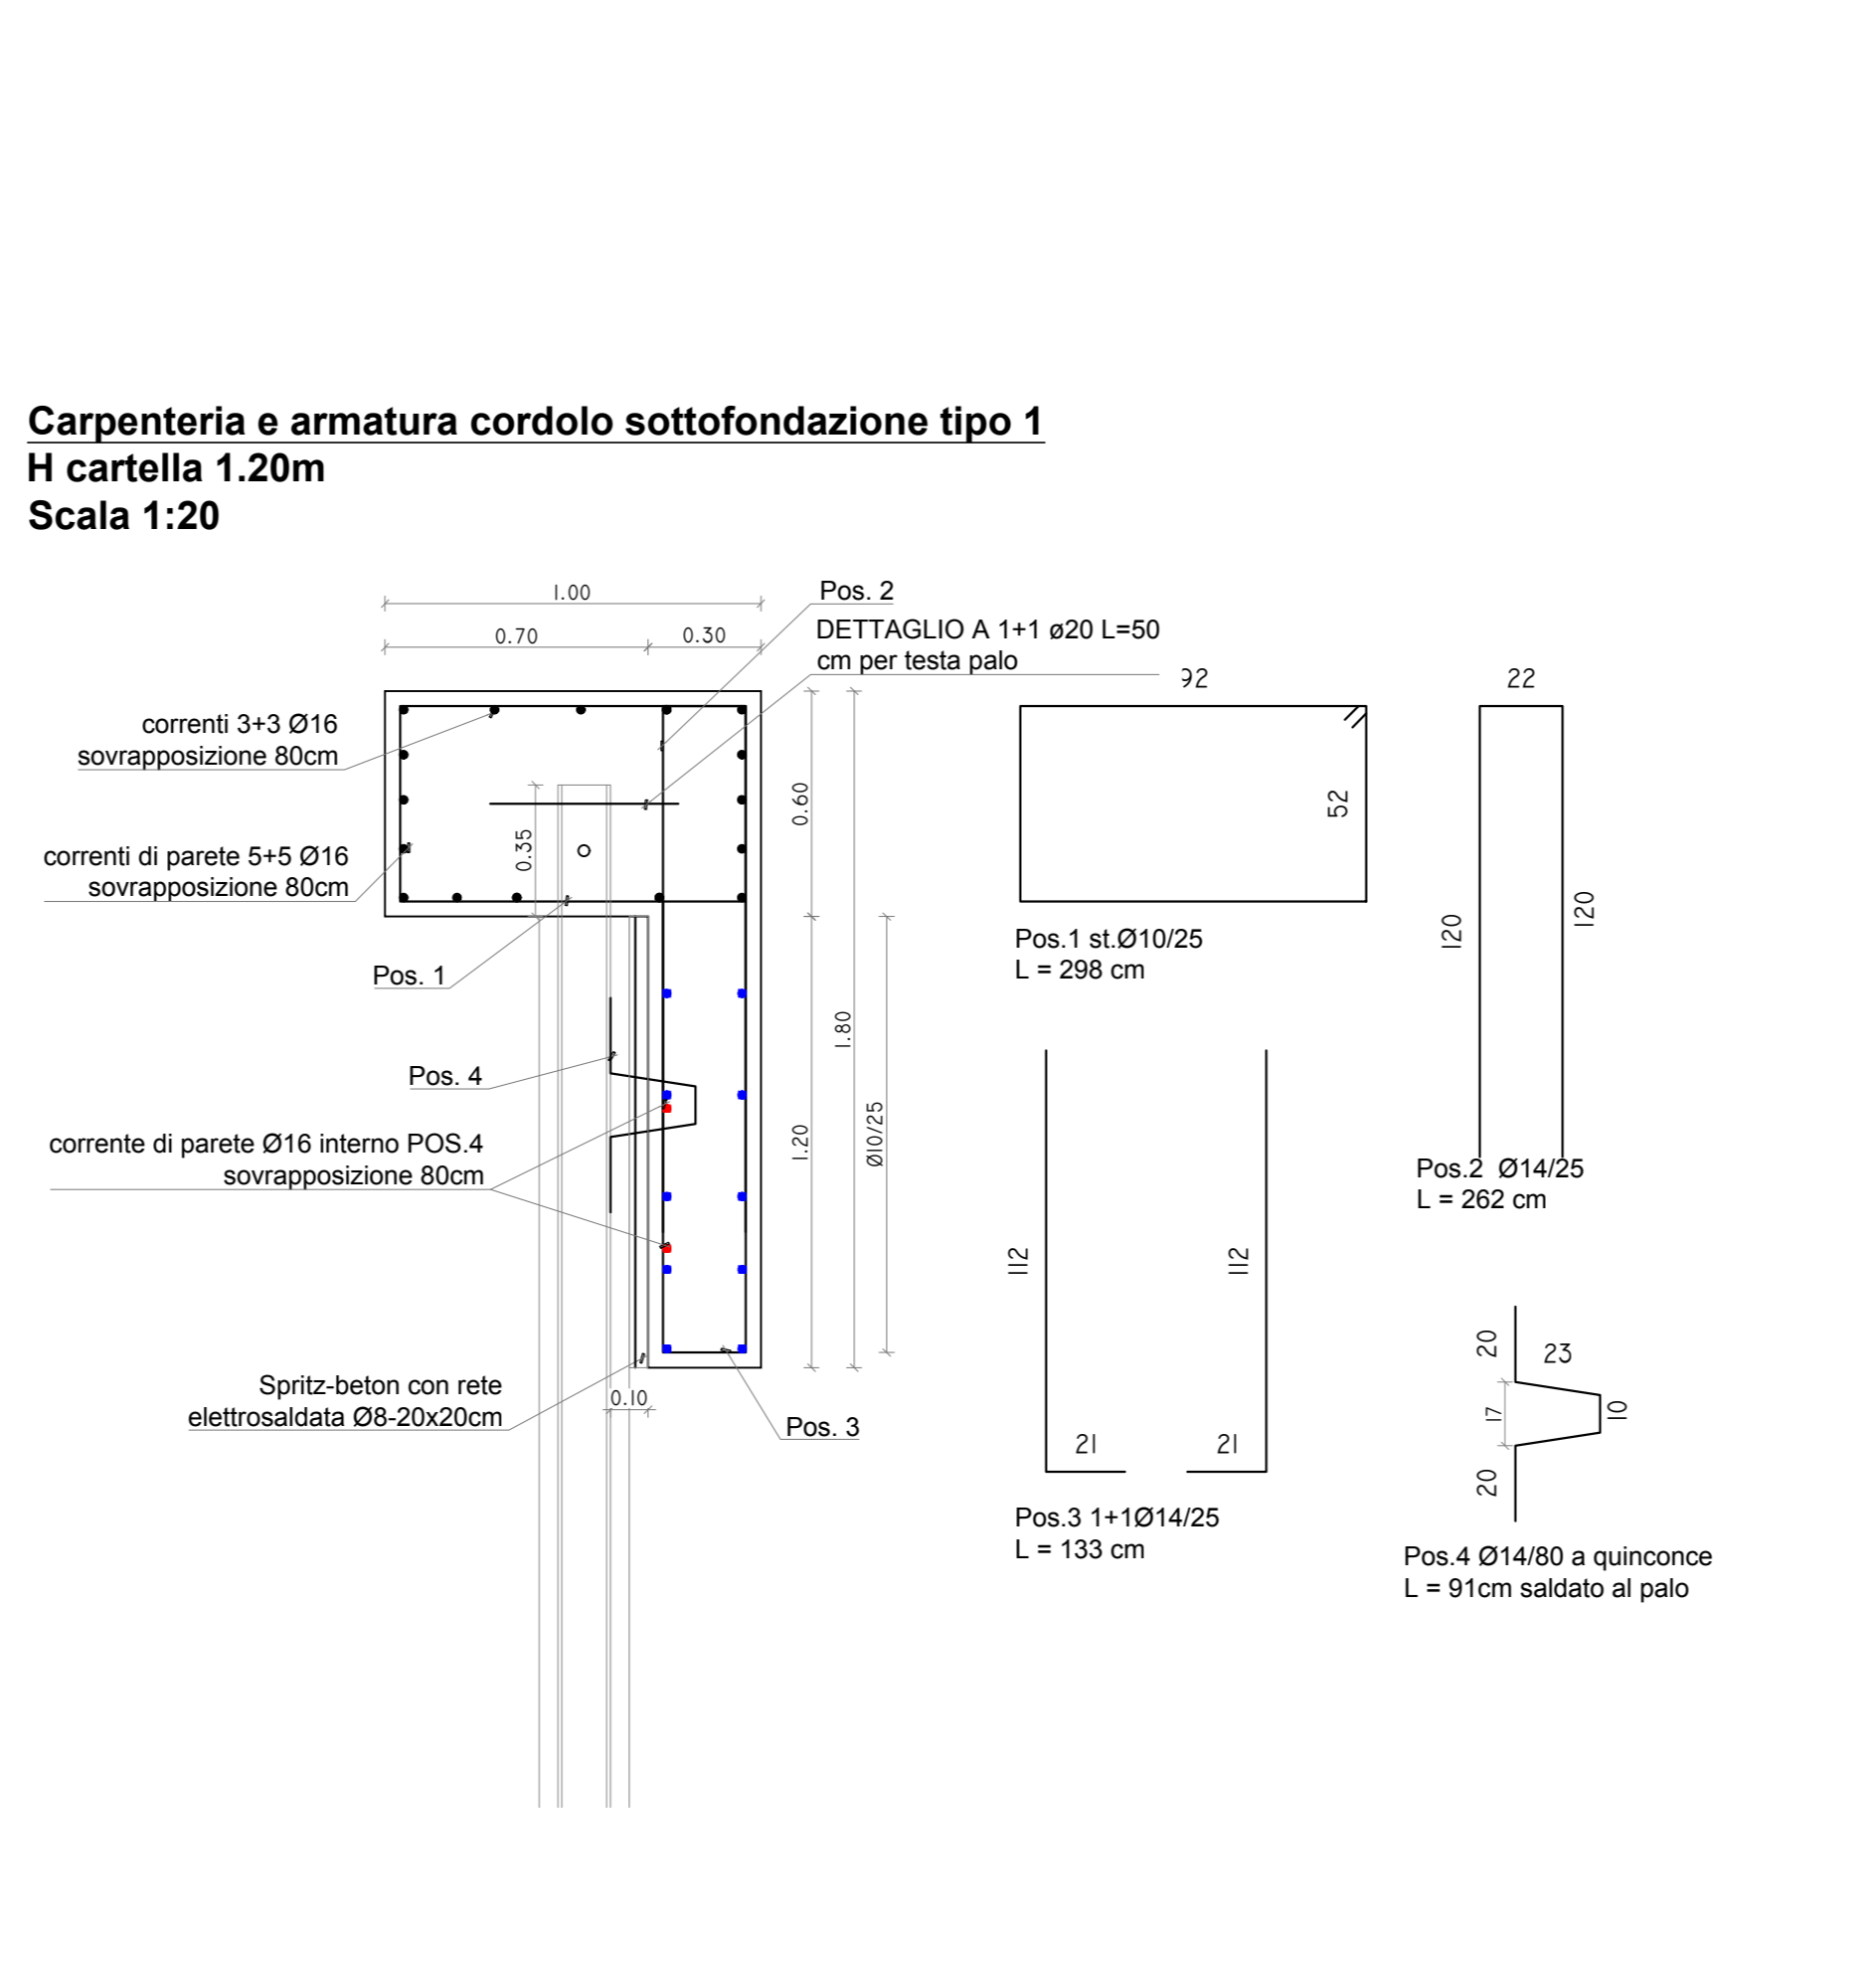 Carpenteria e armatura cordolo sottofondazione tipo 1
H cartella 1.20m
Scala 1:20
1.00
0.70
0.30
Pos. 2
DETTAGLIO A 1+1 ø20 L=50
cm per testa palo
correnti 3+3 Ø16
sovrapposizione 80cm
correnti di parete 5+5 Ø16
sovrapposizione 80cm
0.35
0.60
Pos. 1
Pos. 4
corrente di parete Ø16 interno POS.4
sovrapposizione 80cm
1.80
1.20
Ø10/25
Spritz-beton con rete
elettrosaldata Ø8-20x20cm
0.10
Pos. 3
92
52
Pos.1 st.Ø10/25
L = 298 cm
22
120
120
Pos.2 Ø14/25
L = 262 cm
112
112
21
21
Pos.3 1+1Ø14/25
L = 133 cm
20
23
17
10
20
Pos.4 Ø14/80 a quinconce
L = 91cm saldato al palo